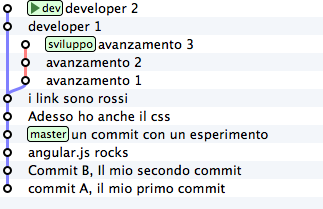 dev developer 2
developer 1
sviluppo avanzamento 3
avanzamento 2
avanzamento 1
i link sono rossi
Adesso ho anche il css
master un commit con un esperimento
angular.js rocks
Commit B, Il mio secondo commit
commit A, il mio primo commit